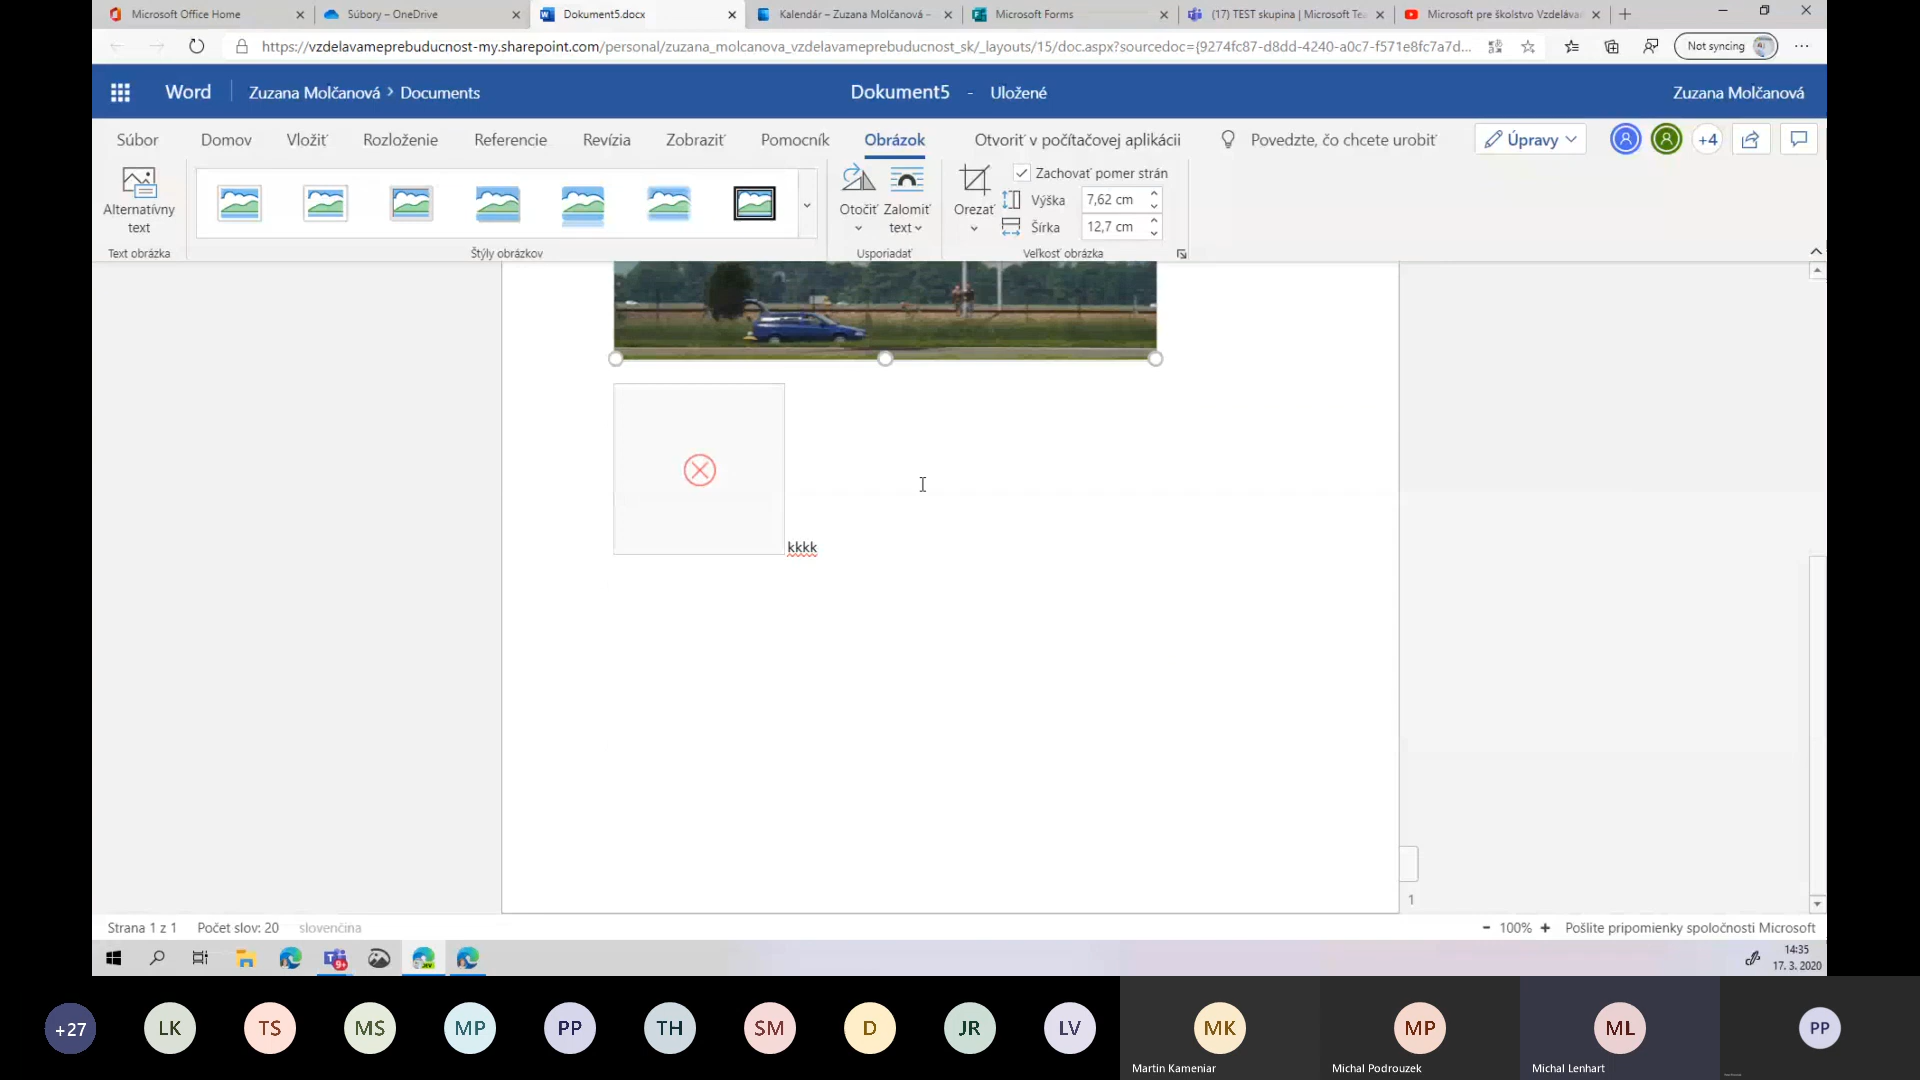 Microsoft Office Home
Súbory – OneDrive
Dokument5.docx
Kalendár – Zuzana Molčanová –
Microsoft Forms
(17) TEST skupina | Microsoft Tea
Microsoft pre školstvo Vzdeláva
https://vzdelavameprebuducnost-my.sharepoint.com/personal/zuzana_molcanova_vzdelavameprebuducnost_sk/_layouts/15/doc.aspx?sourcedoc={9274fc87-d8dd-4240-a0c7-f571e8fc7a7d...
Not syncing
Word
Zuzana Molčanová › Documents
Dokument5 - Uložené
Zuzana Molčanová
Súbor
Domov
Vložiť
Rozloženie
Referencie
Revízia
Zobraziť
Pomocník
Obrázok
Otvoriť v počítačovej aplikácii
Povedzte, čo chcete urobiť
Úpravy
+4
Alternatívny
text
Otočiť
Zalomiť
text
Orezať
Zachovať pomer strán
Výška
7,62 cm
Šírka
12,7 cm
Text obrázka
Štýly obrázkov
Usporiadať
Veľkosť obrázka
kkkk
1
Strana 1 z 1
Počet slov: 20
slovenčina
- 100% +
Pošlite pripomienky spoločnosti Microsoft
9+
14:35
17. 3. 2020
+27
LK
TS
MS
MP
PP
TH
SM
D
JR
LV
MK
MP
ML
PP
Martin Kameniar
Michal Podrouzek
Michal Lenhart